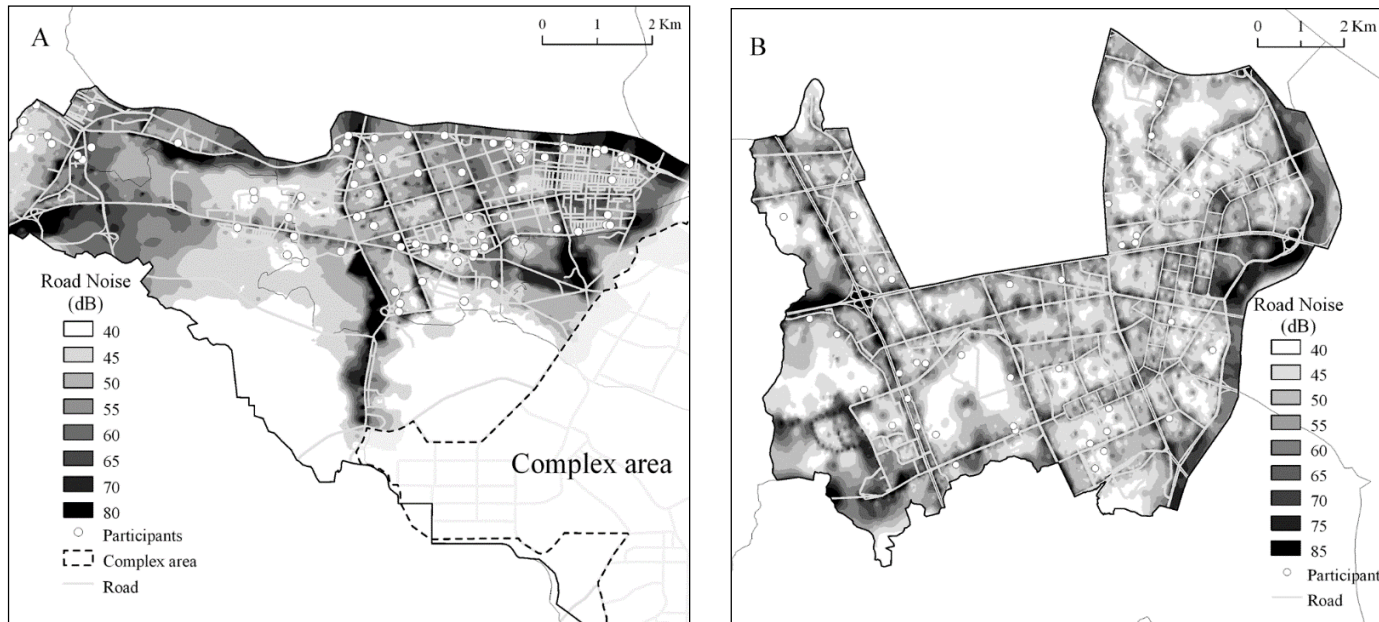 A
0 1 2 Km
Road Noise
(dB)
40
45
50
55
60
65
70
80
Participants
Complex area
Road
Complex area
B
0 1 2 Km
Road Noise
(dB)
40
45
50
55
60
65
70
75
85
Participant
Road